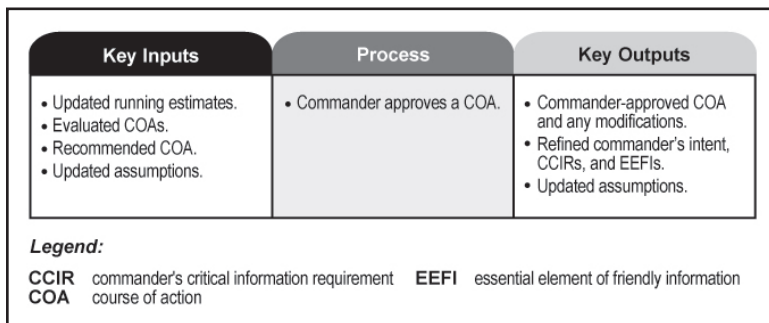 Key Inputs
Process
Key Outputs
• Updated running estimates.
• Evaluated COAs.
• Recommended COA.
• Updated assumptions.
• Commander approves a COA.
• Commander-approved COA
and any modifications.
• Refined commander's intent,
CCIRs, and EEFIs.
• Updated assumptions.
Legend:
CCIR commander's critical information requirement EEFI essential element of friendly information
COA course of action